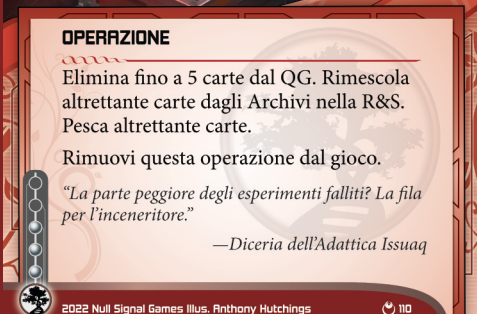 OPERAZIONE
Elimina fino a 5 carte dal QG. Rimescola
altrettante carte dagli Archivi nella R&S.
Pesca altrettante carte.
Rimuovi questa operazione dal gioco.
“La parte peggiore degli esperimenti falliti? La fila
per l’inceneritore.”
—Diceria dell’Adattica Issuaq
2022 Null Signal Games Illus. Anthony Hutchings
110